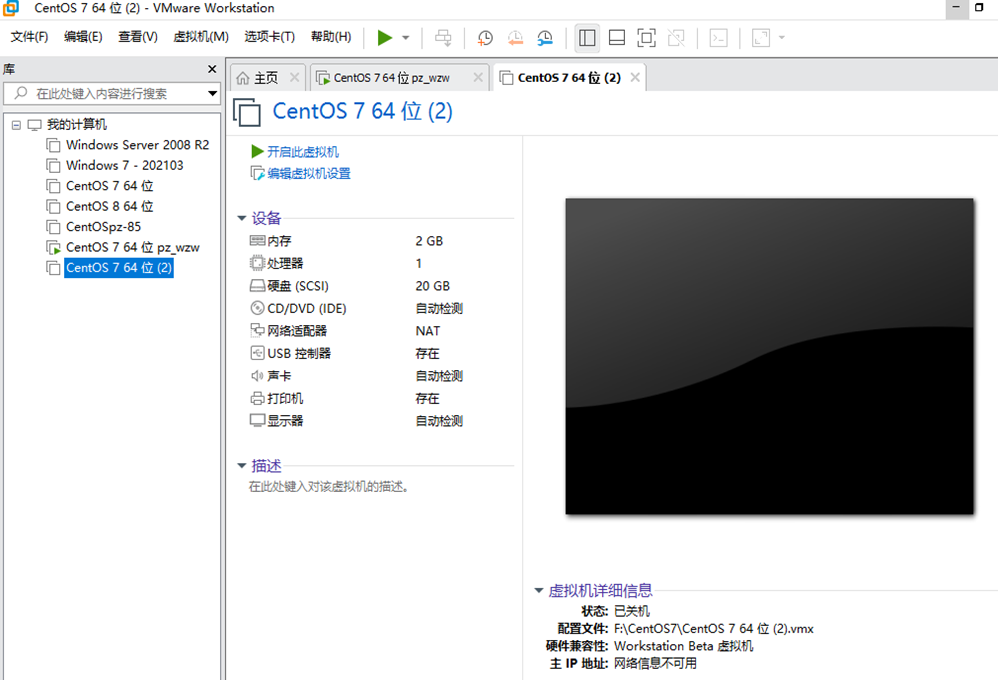 CentOS 7 64 位 (2) - VMware Workstation
文件(F) 编辑(E) 查看(V) 虚拟机(M) 选项卡(T) 帮助(H)
库
在此处键入内容进行搜索
我的计算机
Windows Server 2008 R2
Windows 7 - 202103
CentOS 7 64 位
CentOS 8 64 位
CentOSpz-85
CentOS 7 64 位 pz_wzw
CentOS 7 64 位 (2)
主页 CentOS 7 64 位 pz_wzw CentOS 7 64 位 (2)
CentOS 7 64 位 (2)
开启此虚拟机
编辑虚拟机设置
设备
内存 2 GB
处理器 1
硬盘 (SCSI) 20 GB
CD/DVD (IDE) 自动检测
网络适配器 NAT
USB 控制器 存在
声卡 自动检测
打印机 存在
显示器 自动检测
描述
在此处键入对该虚拟机的描述。
虚拟机详细信息
状态: 已关机
配置文件: F:\CentOS7\CentOS 7 64 位 (2).vmx
硬件兼容性: Workstation Beta 虚拟机
主 IP 地址: 网络信息不可用